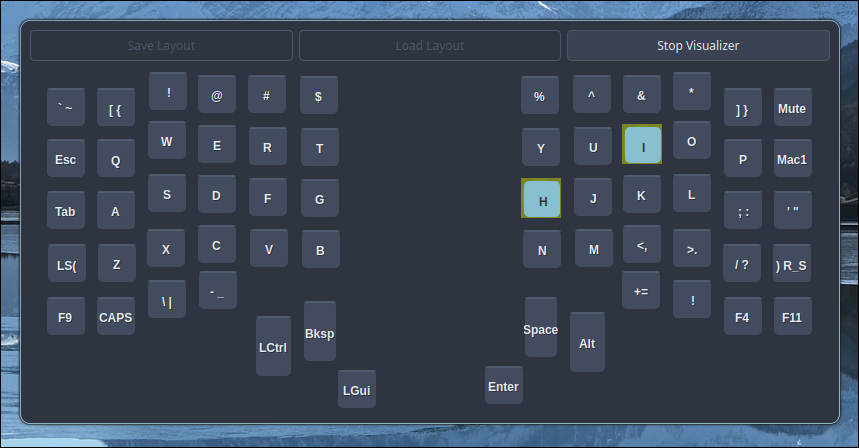 Save Layout Load Layout Stop Visualizer
` ~ [ { ! @ # $ % ^ & * ] } Mute
Esc Q W E R T Y U I O P Mac1
Tab A S D F G H J K L ; : ' "
LS( Z X C V B N M <, >. / ? ) R_S
F9 CAPS \ | - _ += ! F4 F11
LCtrl Bksp Space Alt
LGui Enter